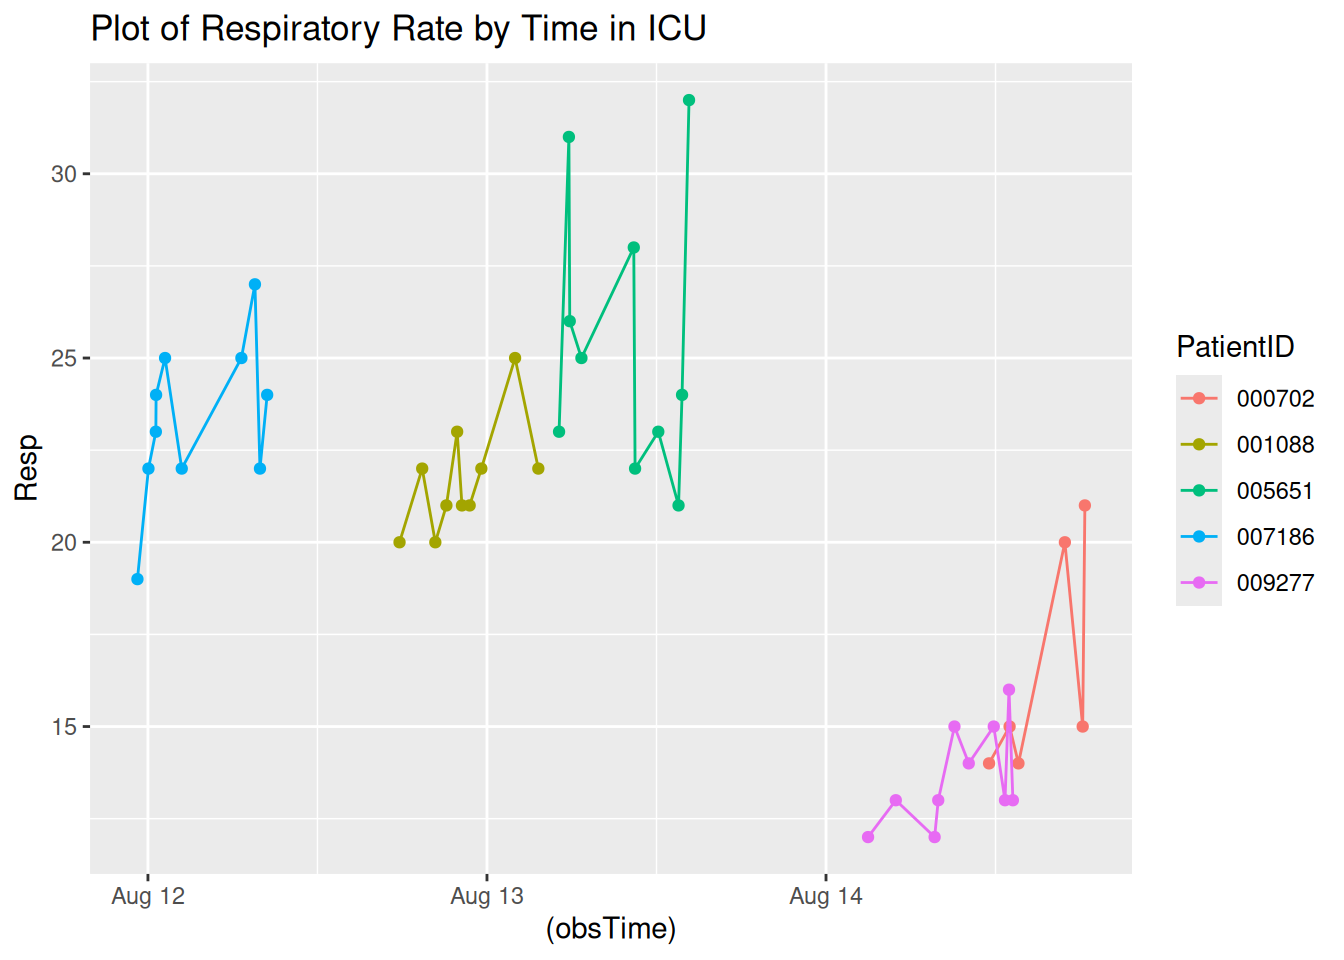 Plot of Respiratory Rate by Time in ICU
30
25
20
15
Resp
Aug 12
Aug 13
Aug 14
(obsTime)
PatientID
000702
001088
005651
007186
009277